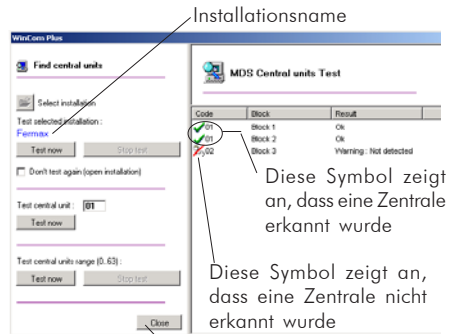 Installationsname
WinCom Plus
Find central units
MDS Central units Test
Select installation
Test selected installation :
Fermax
Test now
Stop test
Don't test again (open installation)
Test central unit :
01
Test now
Test central units range (0..63) :
Test now
Stop test
Close
Code
Block
Result
01
Block 1
Ok
01
Block 2
Ok
02
Block 3
Warning : Not detected
Diese Symbol zeigt
an, dass eine Zentrale
erkannt wurde
Diese Symbol zeigt an,
dass eine Zentrale nicht
erkannt wurde